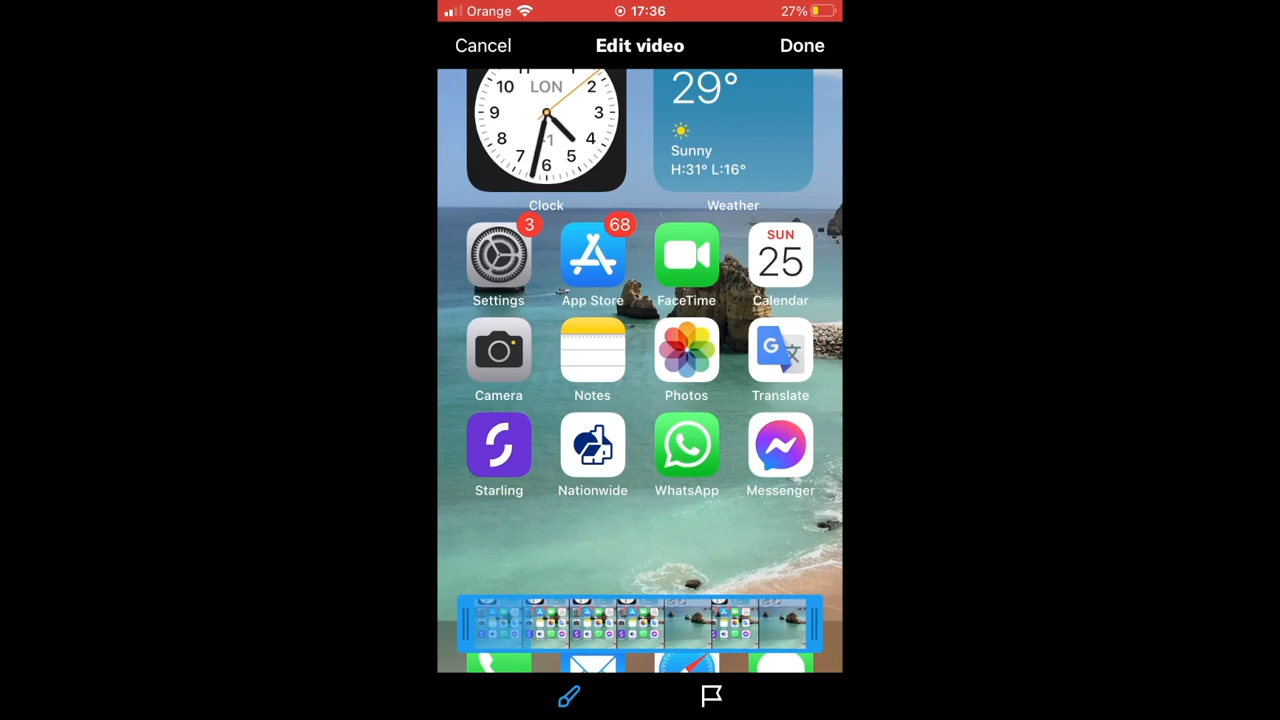 Orange 17:36 27%
Cancel Edit video Done
10 LON 2
9 3
8 -1 4
7 6 5
29°
Sunny
H:31° L:16°
Clock Weather
3 68 SUN
25
Settings App Store FaceTime Calendar
G 文
Camera Notes Photos Translate
Starling Nationwide WhatsApp Messenger